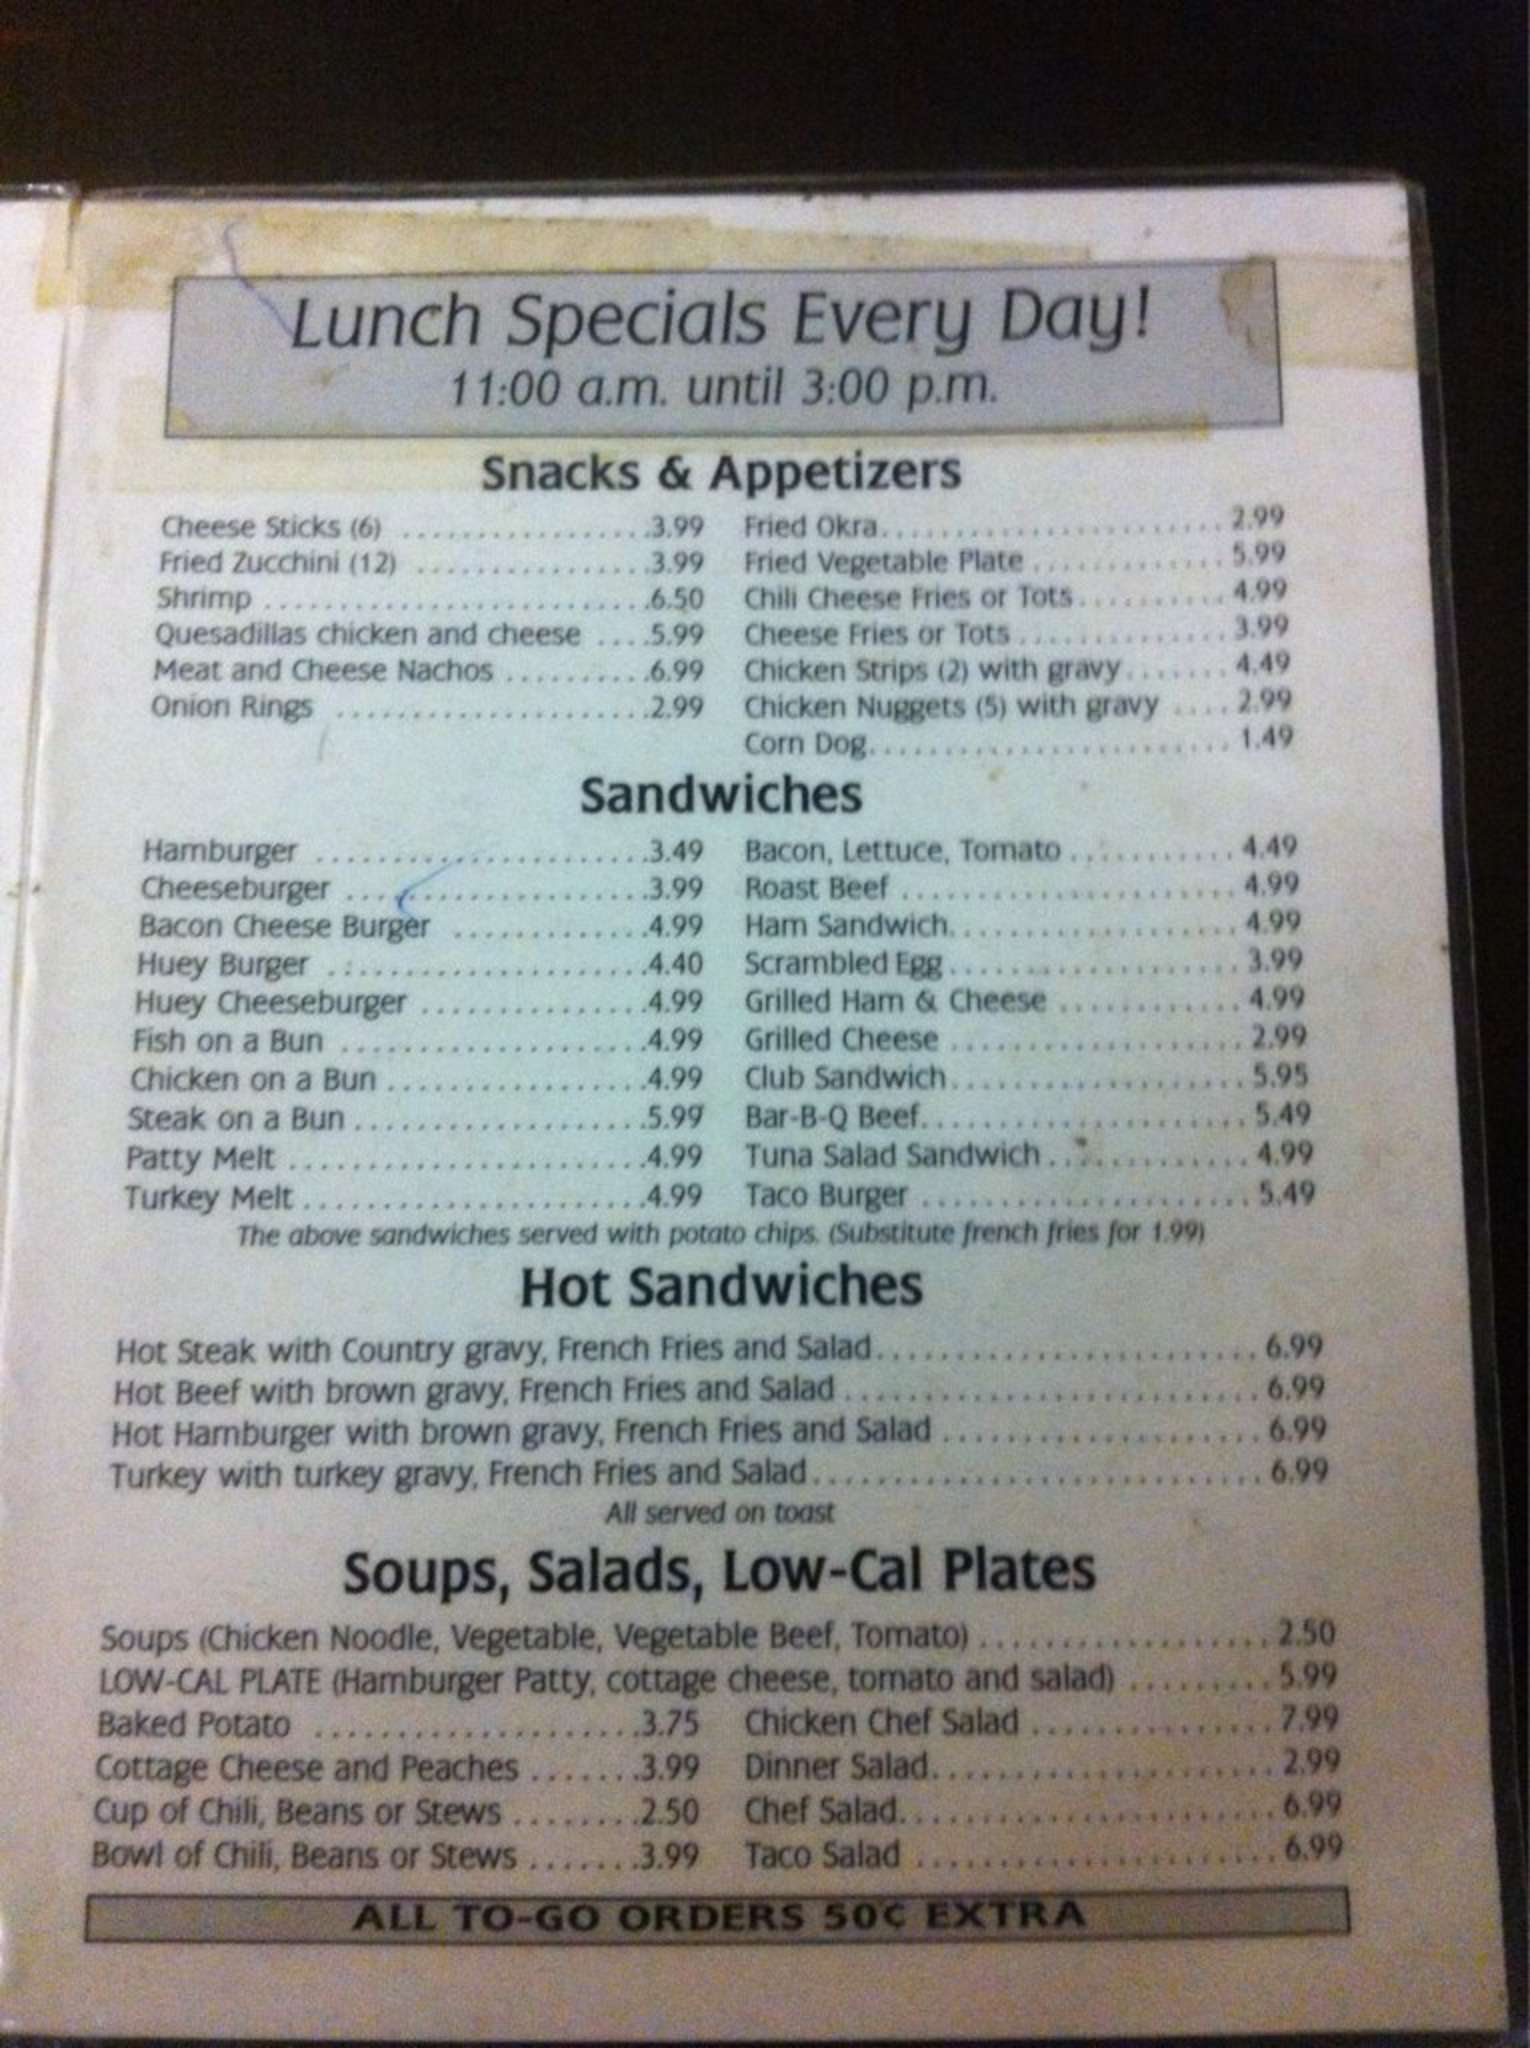 Lunch Specials Every Day!
11:00 a.m. until 3:00 p.m.
Snacks & Appetizers
Cheese Sticks (6) ..................3.99
Fried Zucchini (12) ................3.99
Shrimp ...........................6.50
Quesadillas chicken and cheese ....5.99
Meat and Cheese Nachos ..........6.99
Onion Rings ......................2.99
Fried Okra........................2.99
Fried Vegetable Plate .............5.99
Chili Cheese Fries or Tots..........4.99
Cheese Fries or Tots ..............3.99
Chicken Strips (2) with gravy.......4.49
Chicken Nuggets (5) with gravy ....2.99
Corn Dog.........................1.49
Sandwiches
Hamburger .......................3.49
Cheeseburger .....................3.99
Bacon Cheese Burger .............4.99
Huey Burger ......................4.40
Huey Cheeseburger ...............4.99
Fish on a Bun .....................4.99
Chicken on a Bun ..................4.99
Steak on a Bun ....................5.99
Patty Melt ........................4.99
Turkey Melt .......................4.99
Bacon, Lettuce, Tomato ...........4.49
Roast Beef .......................4.99
Ham Sandwich....................4.99
Scrambled Egg ....................3.99
Grilled Ham & Cheese ............4.99
Grilled Cheese ....................2.99
Club Sandwich....................5.95
Bar-B-Q Beef......................5.49
Tuna Salad Sandwich .............4.99
Taco Burger ......................5.49
The above sandwiches served with potato chips. (Substitute french fries for 1.99)
Hot Sandwiches
Hot Steak with Country gravy, French Fries and Salad.........................6.99
Hot Beef with brown gravy, French Fries and Salad ...........................6.99
Hot Hamburger with brown gravy, French Fries and Salad .....................6.99
Turkey with turkey gravy, French Fries and Salad.............................6.99
All served on toast
Soups, Salads, Low-Cal Plates
Soups (Chicken Noodle, Vegetable, Vegetable Beef, Tomato) ..................2.50
LOW-CAL PLATE (Hamburger Patty, cottage cheese, tomato and salad) .........5.99
Baked Potato .....................3.75
Cottage Cheese and Peaches .......3.99
Cup of Chili, Beans or Stews ........2.50
Bowl of Chili, Beans or Stews .......3.99
Chicken Chef Salad ...............7.99
Dinner Salad......................2.99
Chef Salad........................6.99
Taco Salad .......................6.99
ALL TO-GO ORDERS 50¢ EXTRA